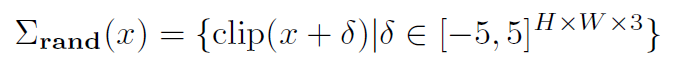 Σ_rand(x) = {clip(x + δ)|δ ∈ [−5, 5]^{H×W×3}}